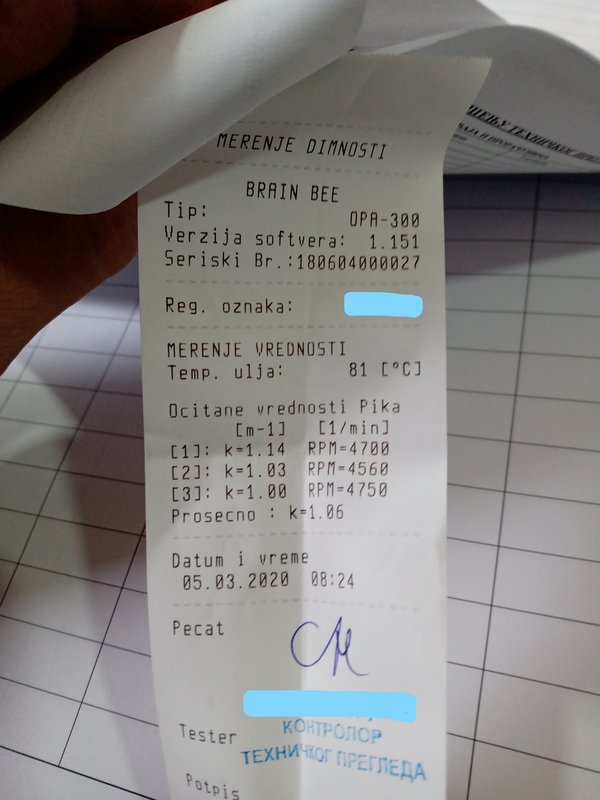 MERENJE DIMNOSTI
BRAIN BEE
Tip: OPA-300
Verzija softvera: 1.151
Seriski Br.:180604000027
Reg. oznaka:
MERENJE VREDNOSTI
Temp. ulja: 81 [°C]
Ocitane vrednosti Pika
[m-1] [1/min]
[1]: k=1.14 RPM=4700
[2]: k=1.03 RPM=4560
[3]: k=1.00 RPM=4750
Prosecno : k=1.06
Datum i vreme
05.03.2020 08:24
Pecat
Tester
КОНТРОЛОР
ТЕХНИЧКОГ ПРЕГЛЕДА
Potpis